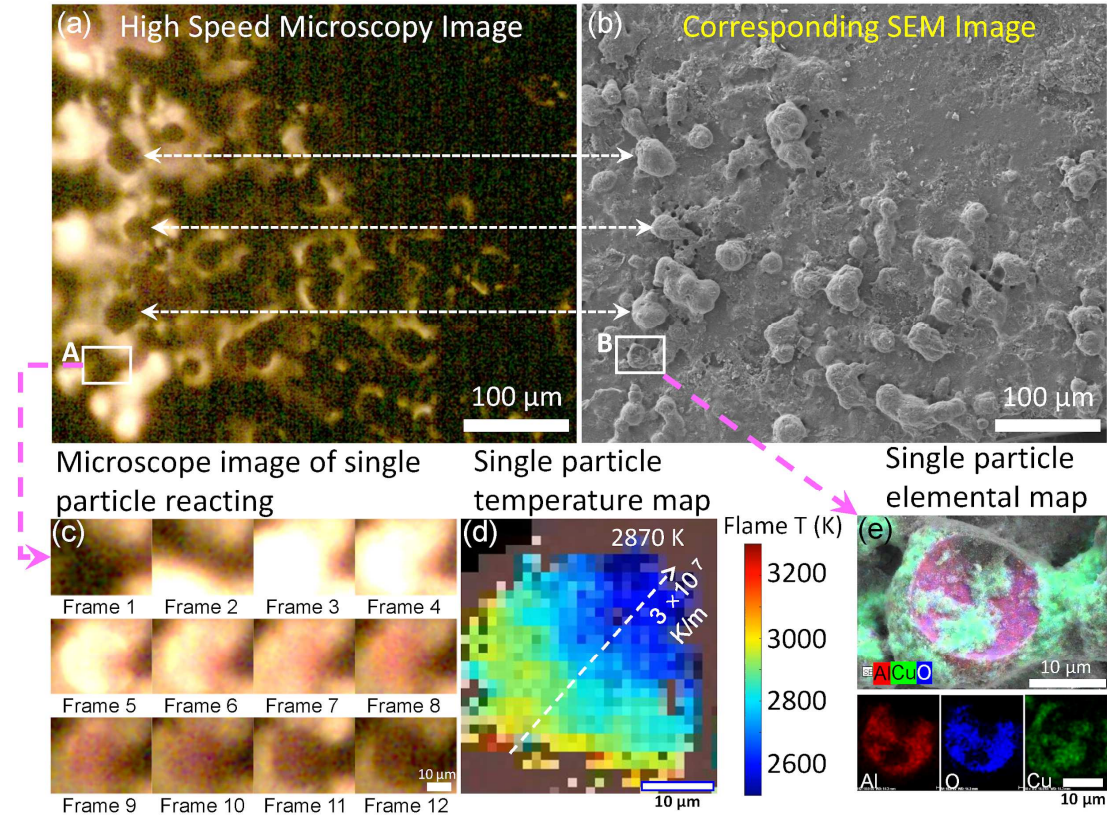 (a) High Speed Microscopy Image
A
100 µm
(b) Corresponding SEM Image
B
100 µm
Microscope image of single
particle reacting
(c)
Frame 1 Frame 2 Frame 3 Frame 4
Frame 5 Frame 6 Frame 7 Frame 8
10 µm
Frame 9 Frame 10 Frame 11 Frame 12
Single particle
temperature map
(d)
2870 K
3 × 10⁷
K/m
10 µm
Flame T (K)
3200
3000
2800
2600
Single particle
elemental map
(e)
SE Al Cu O
10 µm
Al O Cu
10 µm